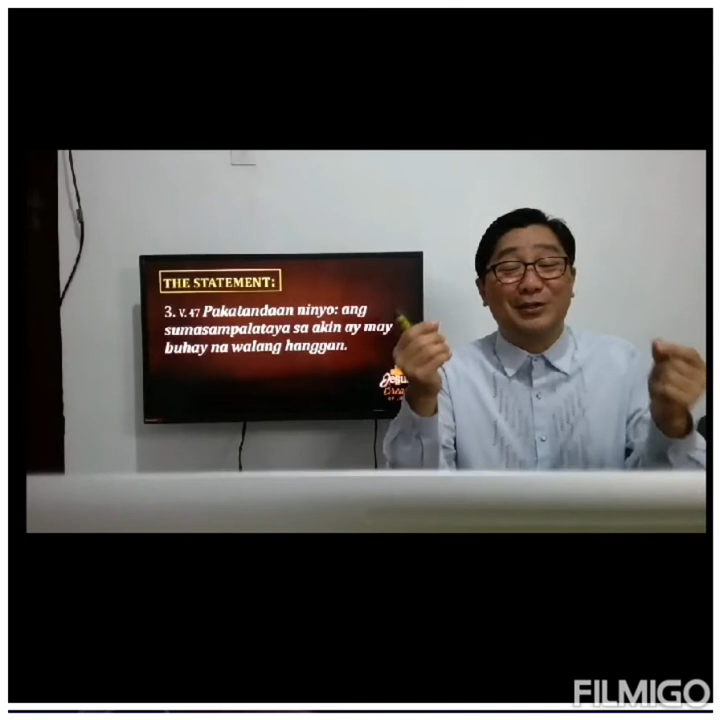 THE STATEMENT:
3. V. 47 Pakatandaan ninyo: ang
sumasampalataya sa akin ay may
buhay na walang hanggan.
FILMIGO